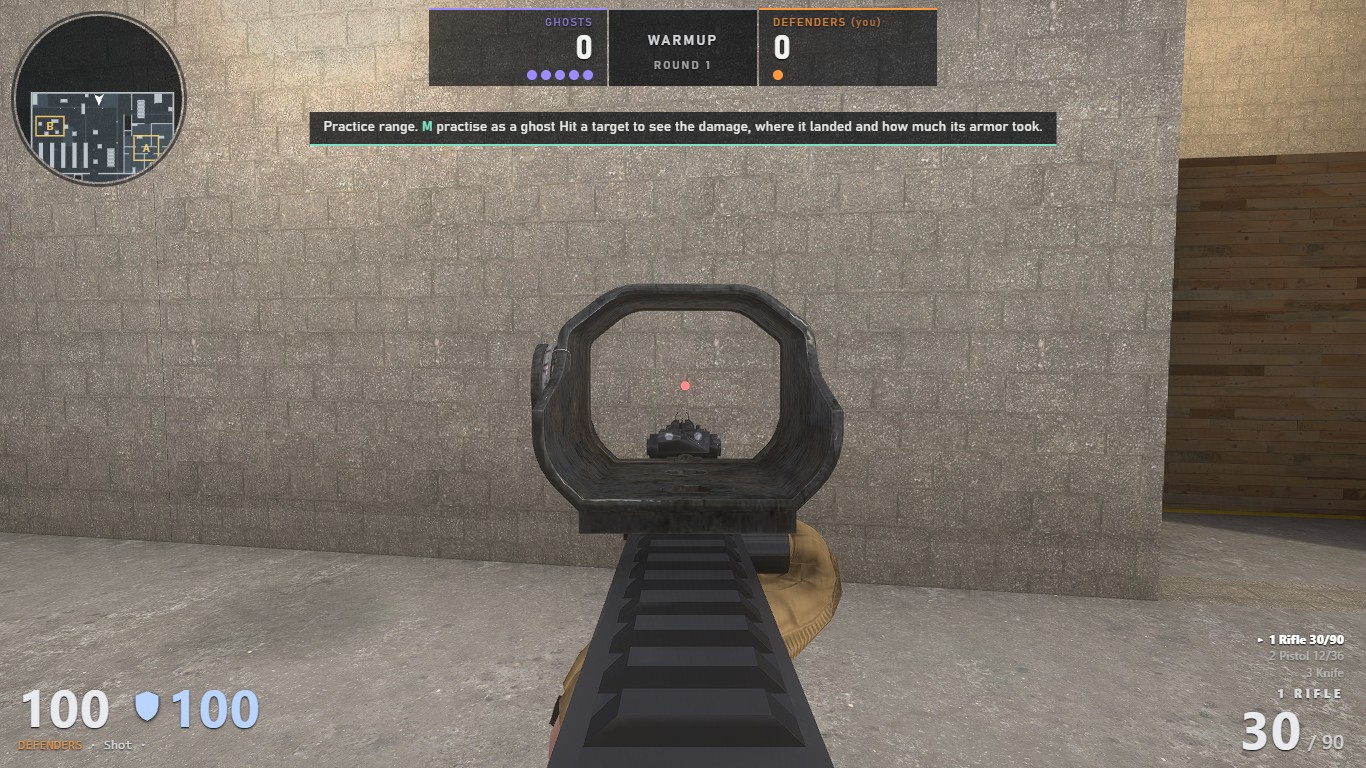 GHOSTS
0
WARMUP
ROUND 1
DEFENDERS (you)
0
B
A
Practice range. M practise as a ghost Hit a target to see the damage, where it landed and how much its armor took.
▸ 1 Rifle 30/90
2 Pistol 12/36
3 Knife
1 RIFLE
30 / 90
100 100
DEFENDERS · Shot ·